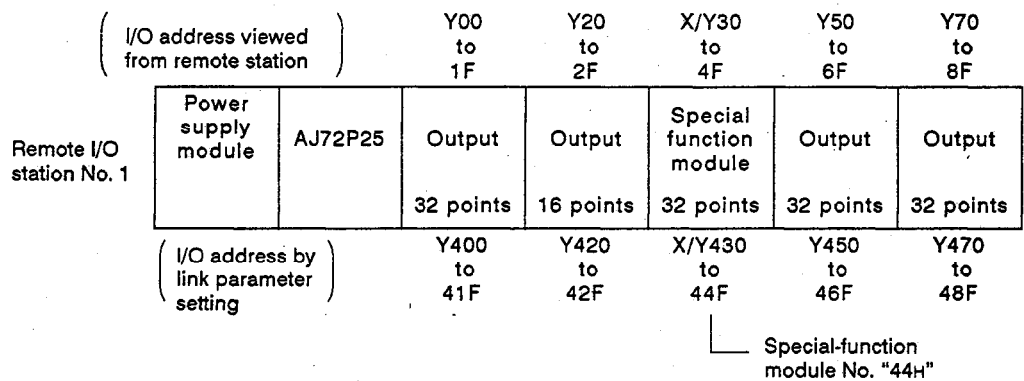 I/O address viewed
from remote station
Y00 to 1F
Y20 to 2F
X/Y30 to 4F
Y50 to 6F
Y70 to 8F
Remote I/O
station No. 1
Power
supply
module
AJ72P25
Output
32 points
Output
16 points
Special
function
module
32 points
Output
32 points
Output
32 points
I/O address by
link parameter
setting
Y400 to 41F
Y420 to 42F
X/Y430 to 44F
Y450 to 46F
Y470 to 48F
Special-function
module No. "44H"